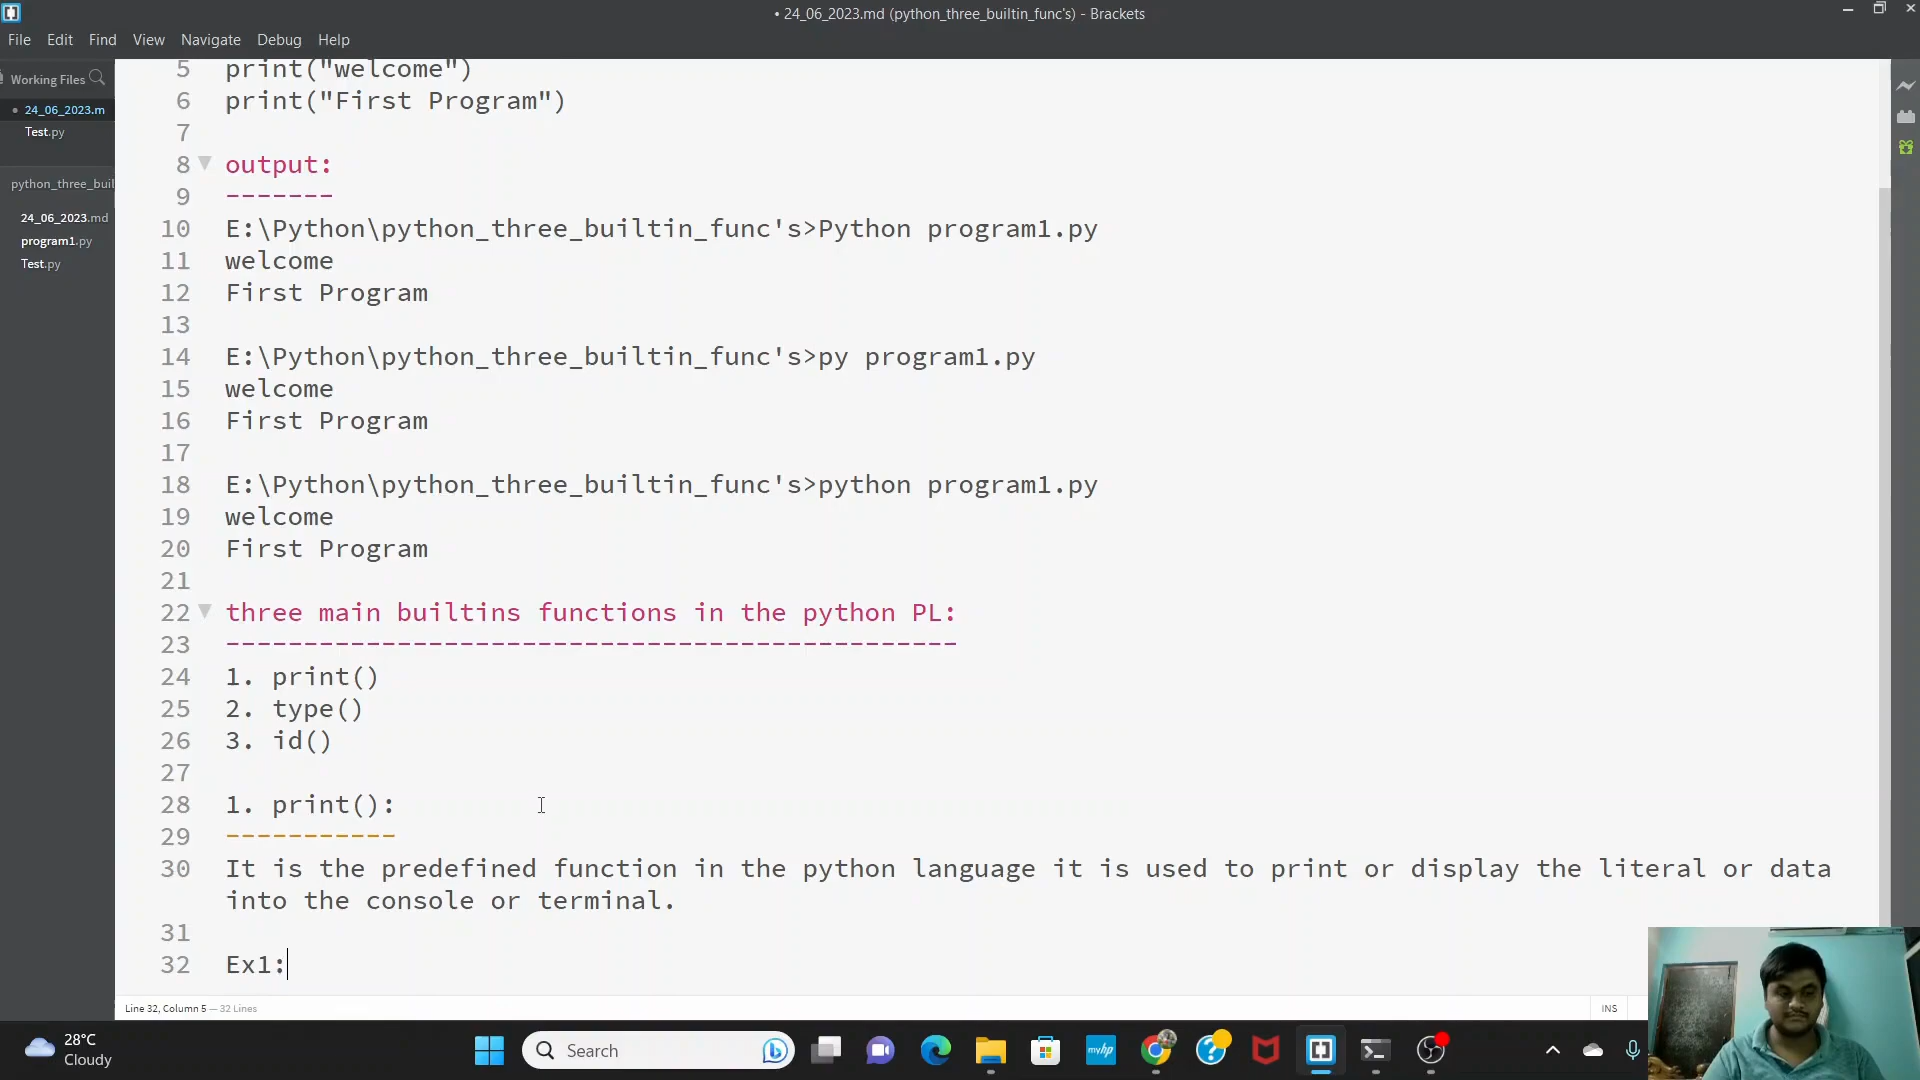 • 24_06_2023.md (python_three_builtin_func's) - Brackets
File Edit Find View Navigate Debug Help
Working Files
• 24_06_2023.m
Test.py
python_three_buil
24_06_2023.md
program1.py
Test.py
5 print("welcome")
6 print("First Program")
7
8 output:
9 -------
10 E:\Python\python_three_builtin_func's>Python program1.py
11 welcome
12 First Program
13
14 E:\Python\python_three_builtin_func's>py program1.py
15 welcome
16 First Program
17
18 E:\Python\python_three_builtin_func's>python program1.py
19 welcome
20 First Program
21
22 three main builtins functions in the python PL:
23 -----------------------------------------------
24 1. print()
25 2. type()
26 3. id()
27
28 1. print():
29 -----------
30 It is the predefined function in the python language it is used to print or display the literal or data
into the console or terminal.
31
32 Ex1:
Line 32, Column 5 — 32 Lines
INS
28°C
Cloudy
Search
myhp